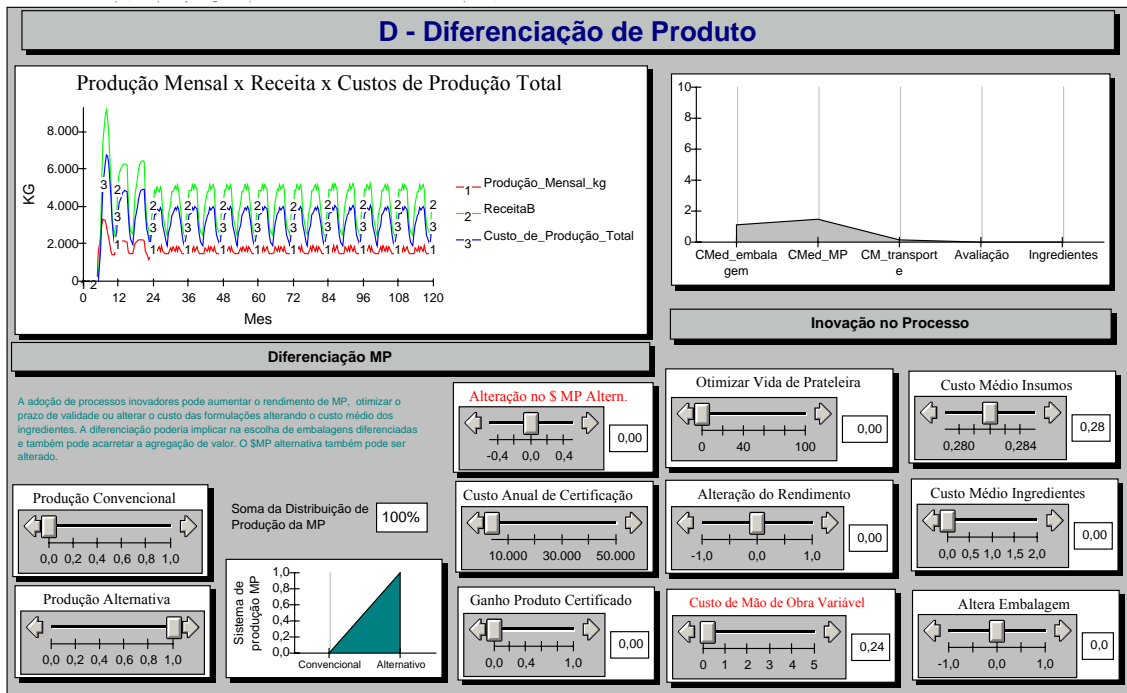 D - Diferenciação de Produto
Produção Mensal x Receita x Custos de Produção Total
KG
8.000
6.000
4.000
2.000
0
0 12 24 36 48 60 72 84 96 108 120
Mes
1 Produção_Mensal_kg
2 ReceitaB
3 Custo_de_Produção_Total
10
8
6
4
2
0
CMed_embala
gem
CMed_MP
CM_transport
e
Avaliação
Ingredientes
Diferenciação MP
Inovação no Processo
A adoção de processos inovadores pode aumentar o rendimento de MP, otimizar o
prazo de validade ou alterar o custo das formulações alterando o custo médio dos
ingredientes. A diferenciação poderia implicar na escolha de embalagens diferenciadas
e também pode acarretar a agregação de valor. O $MP alternativa também pode ser
alterado.
Alteração no $ MP Altern.
-0,4 0,0 0,4
0,00
Otimizar Vida de Prateleira
0 40 100
0,00
Custo Médio Insumos
0,280 0,284
0,28
Produção Convencional
0,0 0,2 0,4 0,6 0,8 1,0
Soma da Distribuição de
Produção da MP
100%
Custo Anual de Certificação
10.000 30.000 50.000
Alteração do Rendimento
-1,0 0,0 1,0
0,00
Custo Médio Ingredientes
0,0 0,5 1,0 1,5 2,0
0,00
Produção Alternativa
0,0 0,2 0,4 0,6 0,8 1,0
Sistema de
produção MP
1,0
0,8
0,6
0,4
0,2
0,0
Convencional Alternativo
Ganho Produto Certificado
0,0 0,4 1,0
0,00
Custo de Mão de Obra Variável
0 1 2 3 4 5
0,24
Altera Embalagem
-1,0 0,0 1,0
0,0